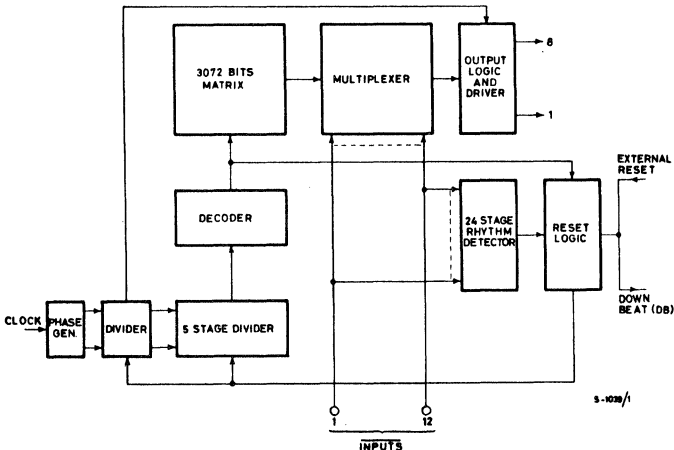 3072 BITS
MATRIX
MULTIPLEXER
OUTPUT
LOGIC
AND
DRIVER
8
1
EXTERNAL
RESET
DECODER
24 STAGE
RHYTHM
DETECTOR
RESET
LOGIC
DOWN
BEAT (DB)
CLOCK
PHASE
GEN.
DIVIDER
5 STAGE DIVIDER
S-1039/1
1
12
INPUTS